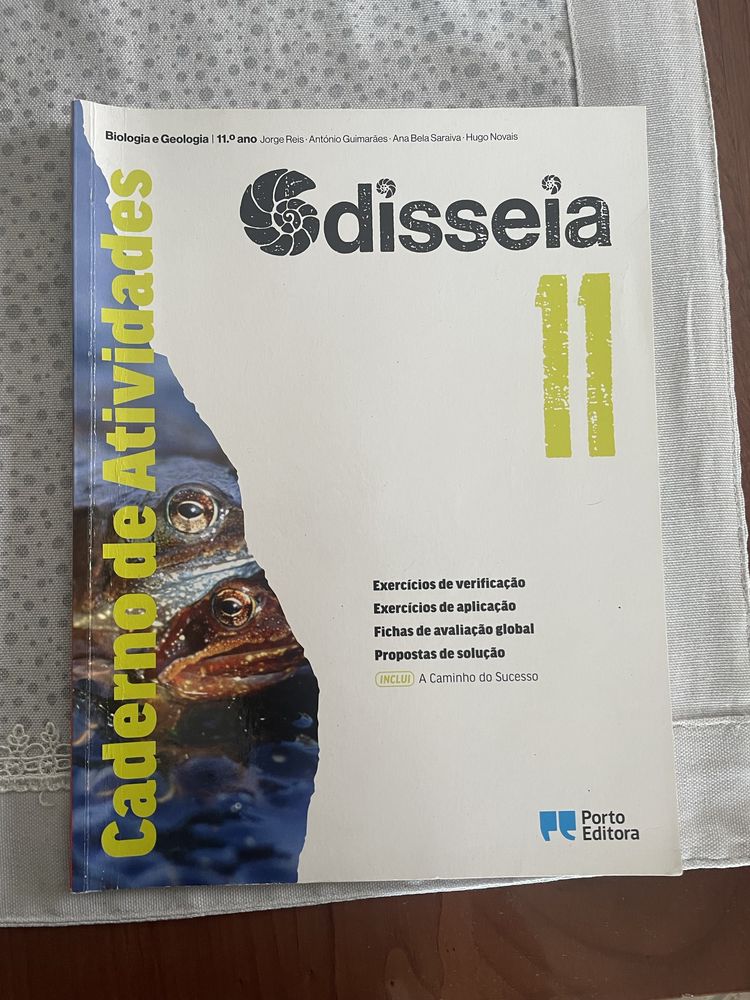 Biologia e Geologia | 11.º ano Jorge Reis · António Guimarães · Ana Bela Saraiva · Hugo Novais
Odisseia
11
Caderno de Atividades
Exercícios de verificação
Exercícios de aplicação
Fichas de avaliação global
Propostas de solução
INCLUI A Caminho do Sucesso
Porto
Editora